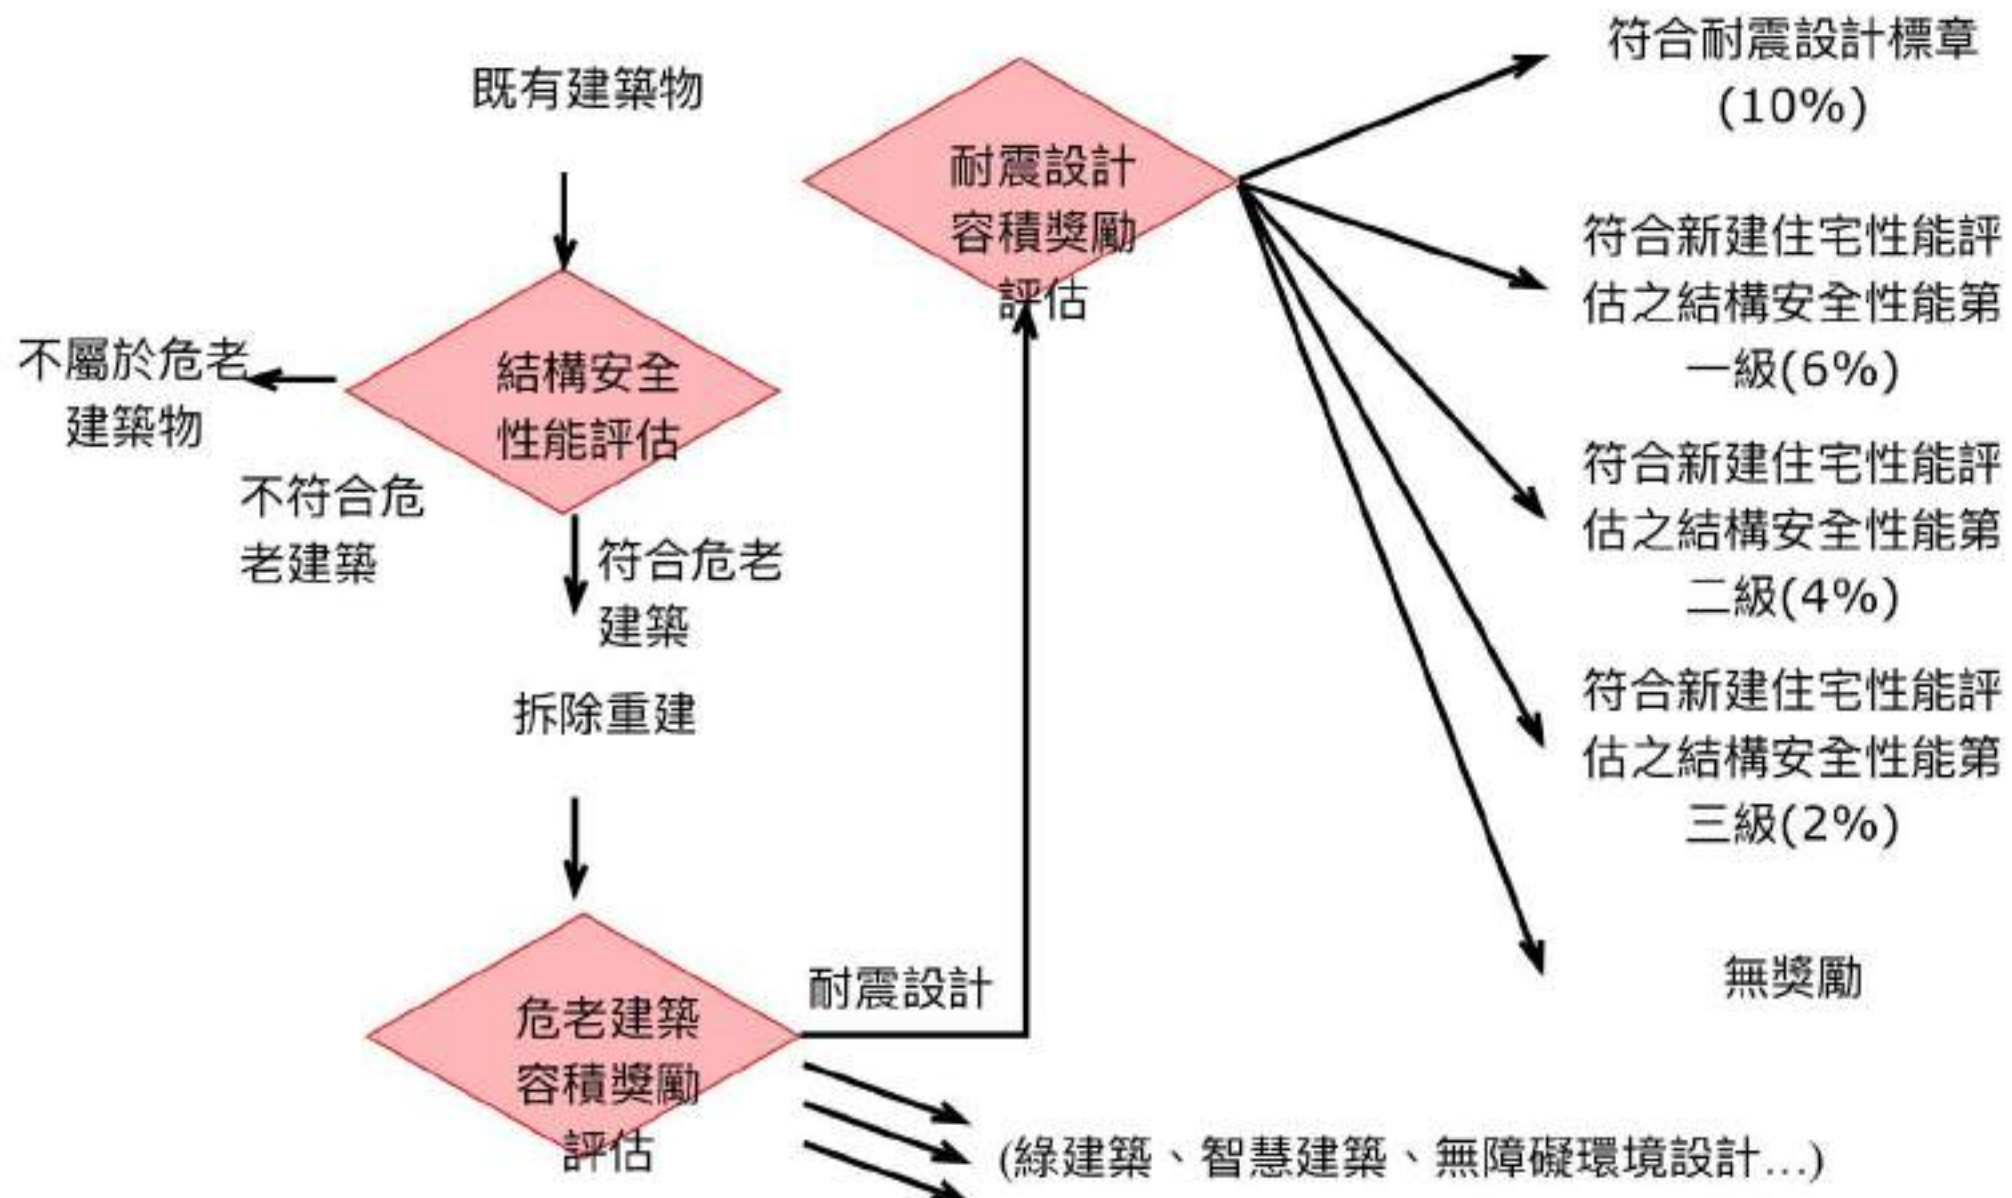 既有建築物
結構安全
性能評估
不屬於危老
建築物
不符合危
老建築
符合危老
建築
拆除重建
危老建築
容積獎勵
評估
耐震設計
(綠建築、智慧建築、無障礙環境設計...)
耐震設計
容積獎勵
評估
符合耐震設計標章
(10%)
符合新建住宅性能評
估之結構安全性能第
一級(6%)
符合新建住宅性能評
估之結構安全性能第
二級(4%)
符合新建住宅性能評
估之結構安全性能第
三級(2%)
無獎勵